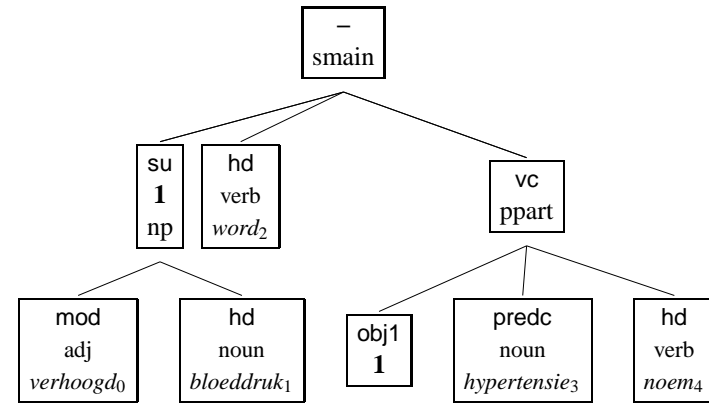 –
smain
su
1
np
hd
verb
word2
vc
ppart
mod
adj
verhoogd0
hd
noun
bloeddruk1
obj1
1
predc
noun
hypertensie3
hd
verb
noem4